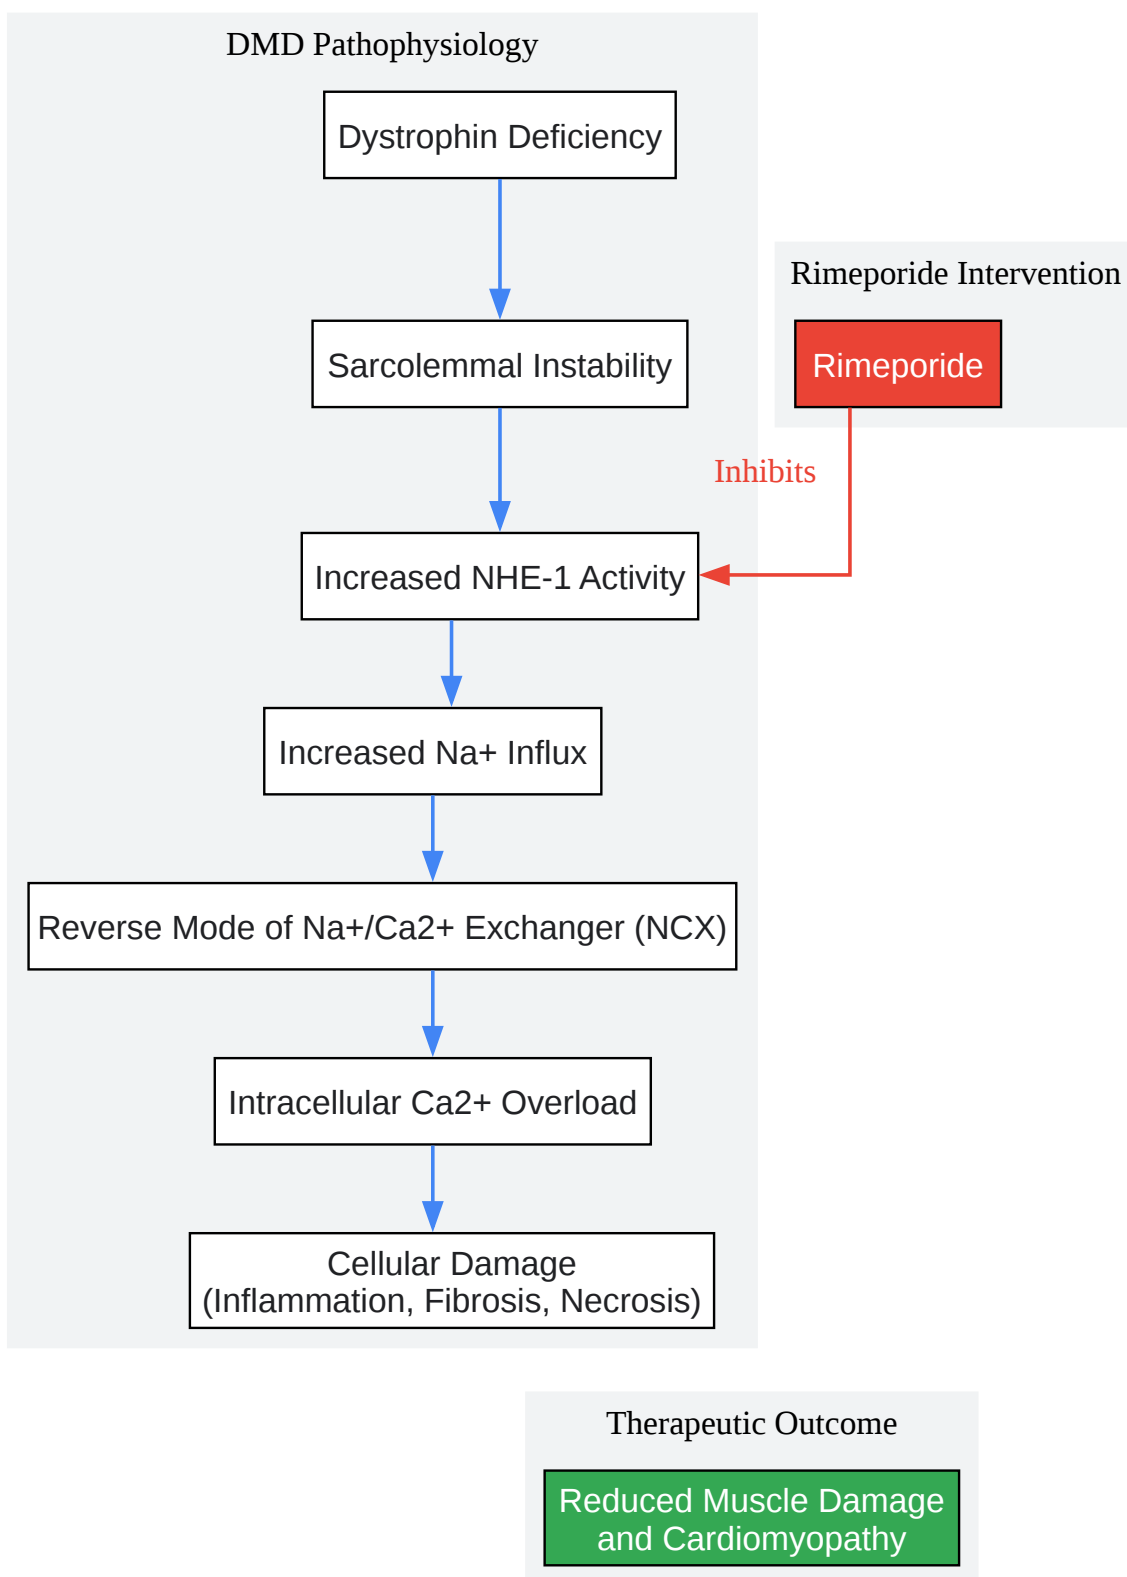 DMD Pathophysiology
Dystrophin Deficiency
Rimeporide Intervention
Sarcolemmal Instability
Rimeporide
Inhibits
Increased NHE-1 Activity
Increased Na+ Influx
Reverse Mode of Na+/Ca2+ Exchanger (NCX)
Intracellular Ca2+ Overload
Cellular Damage
(Inflammation, Fibrosis, Necrosis)
Therapeutic Outcome
Reduced Muscle Damage
and Cardiomyopathy